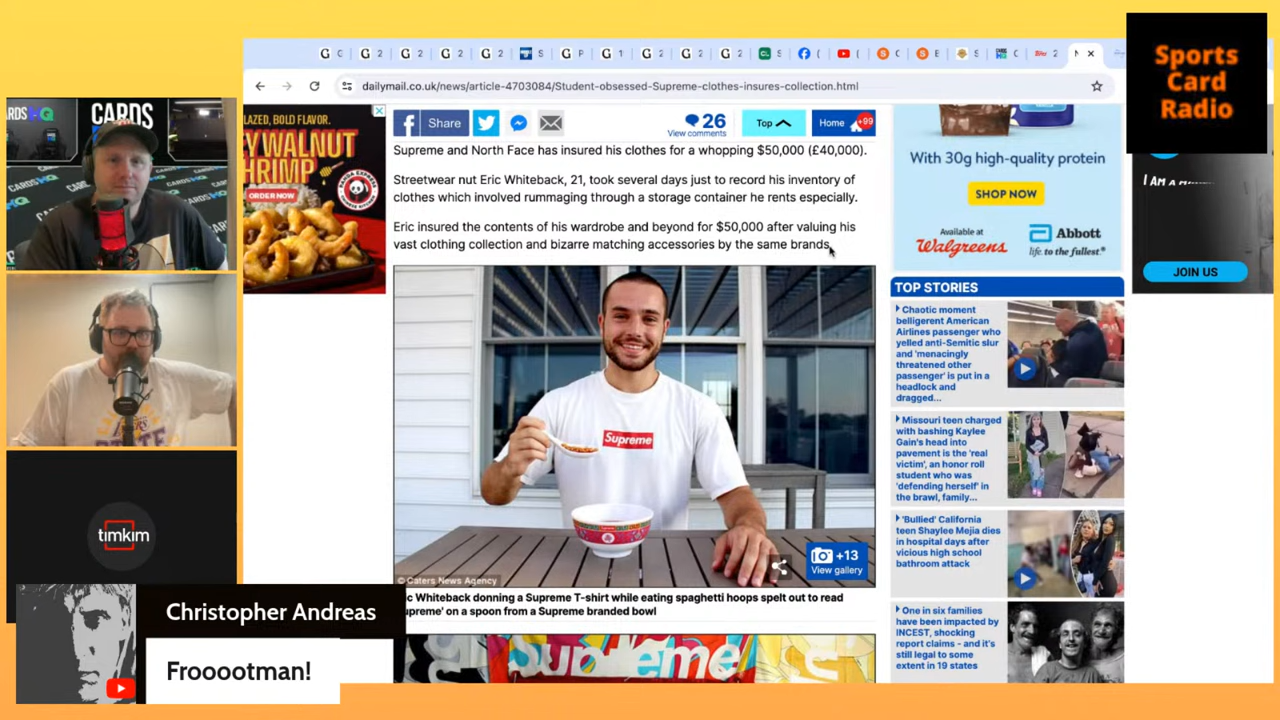 Sports
Card
Radio
dailymail.co.uk/news/article-4703084/Student-obsessed-Supreme-clothes-insures-collection.html
Share
26
View comments
Top
Home
+99
Supreme and North Face has insured his clothes for a whopping $50,000 (£40,000).
Streetwear nut Eric Whiteback, 21, took several days just to record his inventory of
clothes which involved rummaging through a storage container he rents especially.
Eric insured the contents of his wardrobe and beyond for $50,000 after valuing his
vast clothing collection and bizarre matching accessories by the same brands.
LAZED, BOLD FLAVOR.
YWALNUT
HRIMP
ORDER NOW
PANDA EXPRESS
Supreme
+13
View gallery
© Caters News Agency
c Whiteback donning a Supreme T-shirt while eating spaghetti hoops spelt out to read
upreme' on a spoon from a Supreme branded bowl
With 30g high-quality protein
SHOP NOW
Available at
Walgreens
Abbott
life. to the fullest.®
JOIN US
TOP STORIES
Chaotic moment
belligerent American
Airlines passenger who
yelled anti-Semitic slur
and 'menacingly
threatened other
passenger' is put in a
headlock and
dragged...
Missouri teen charged
with bashing Kaylee
Gain's head into
pavement is the 'real
victim', an honor roll
student who was
'defending herself' in
the brawl, family...
'Bullied' California
teen Shaylee Mejia dies
in hospital days after
vicious high school
bathroom attack
One in six families
have been impacted by
INCEST, shocking
report claims - and it's
still legal to some
extent in 19 states
CARDS
RDSHQ
timkim
Christopher Andreas
Frooootman!